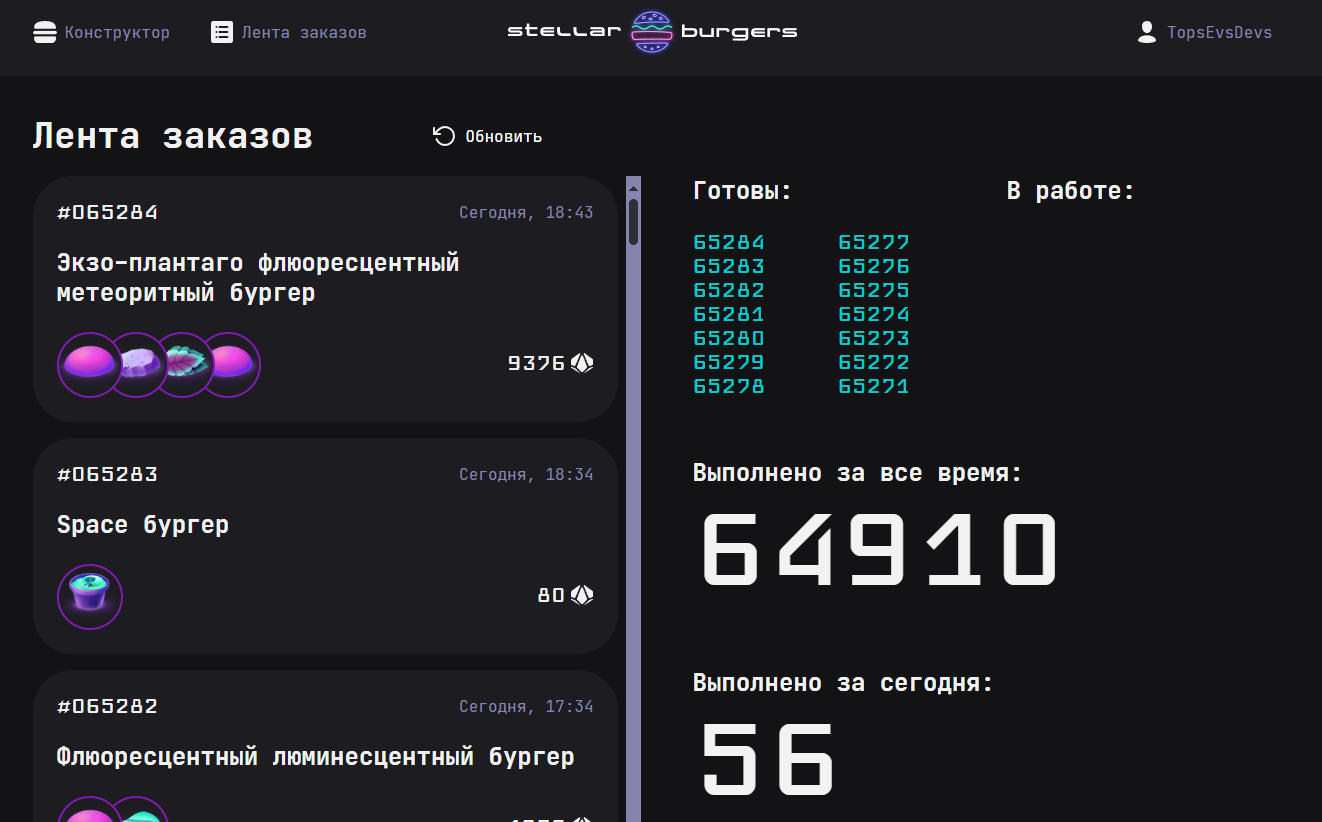 Конструктор
Лента заказов
stellar burgers
TopsEvsDevs
Лента заказов
Обновить
#065284
Сегодня, 18:43
Экзо-плантаго флюоресцентный
метеоритный бургер
9376
#065283
Сегодня, 18:34
Space бургер
80
#065282
Сегодня, 17:34
Флюоресцентный люминесцентный бургер
Готовы:
В работе:
65284 65277
65283 65276
65282 65275
65281 65274
65280 65273
65279 65272
65278 65271
Выполнено за все время:
64910
Выполнено за сегодня:
56